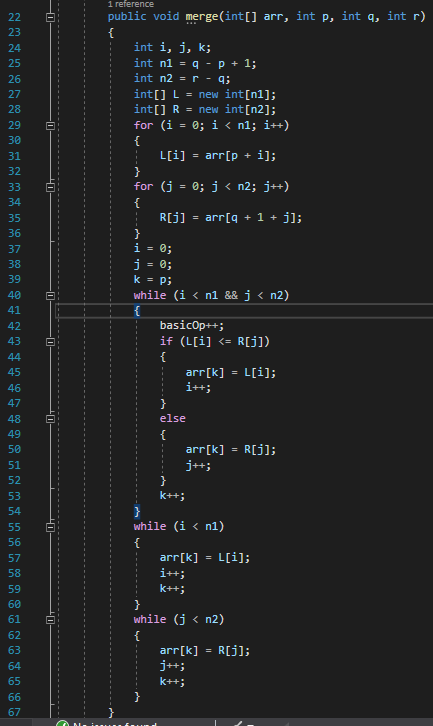 1 reference
22 public void merge(int[] arr, int p, int q, int r)
23 {
24 int i, j, k;
25 int n1 = q - p + 1;
26 int n2 = r - q;
27 int[] L = new int[n1];
28 int[] R = new int[n2];
29 for (i = 0; i < n1; i++)
30 {
31 L[i] = arr[p + i];
32 }
33 for (j = 0; j < n2; j++)
34 {
35 R[j] = arr[q + 1 + j];
36 }
37 i = 0;
38 j = 0;
39 k = p;
40 while (i < n1 && j < n2)
41 {
42 basicOp++;
43 if (L[i] <= R[j])
44 {
45 arr[k] = L[i];
46 i++;
47 }
48 else
49 {
50 arr[k] = R[j];
51 j++;
52 }
53 k++;
54 }
55 while (i < n1)
56 {
57 arr[k] = L[i];
58 i++;
59 k++;
60 }
61 while (j < n2)
62 {
63 arr[k] = R[j];
64 j++;
65 k++;
66 }
67 }
No issues found